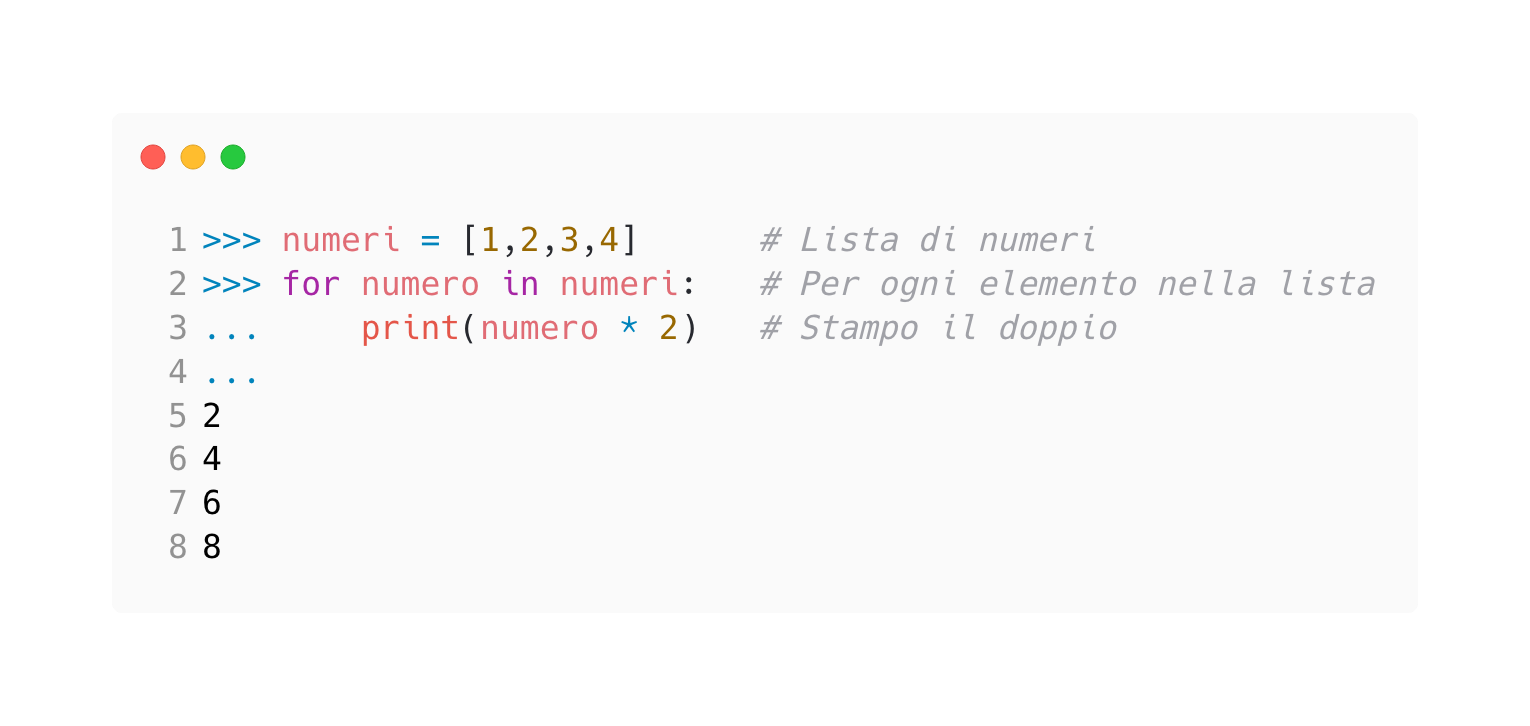 1 >>> numeri = [1,2,3,4]      # Lista di numeri
2 >>> for numero in numeri:   # Per ogni elemento nella lista
3 ...     print(numero * 2)   # Stampo il doppio
4 ...
5 2
6 4
7 6
8 8